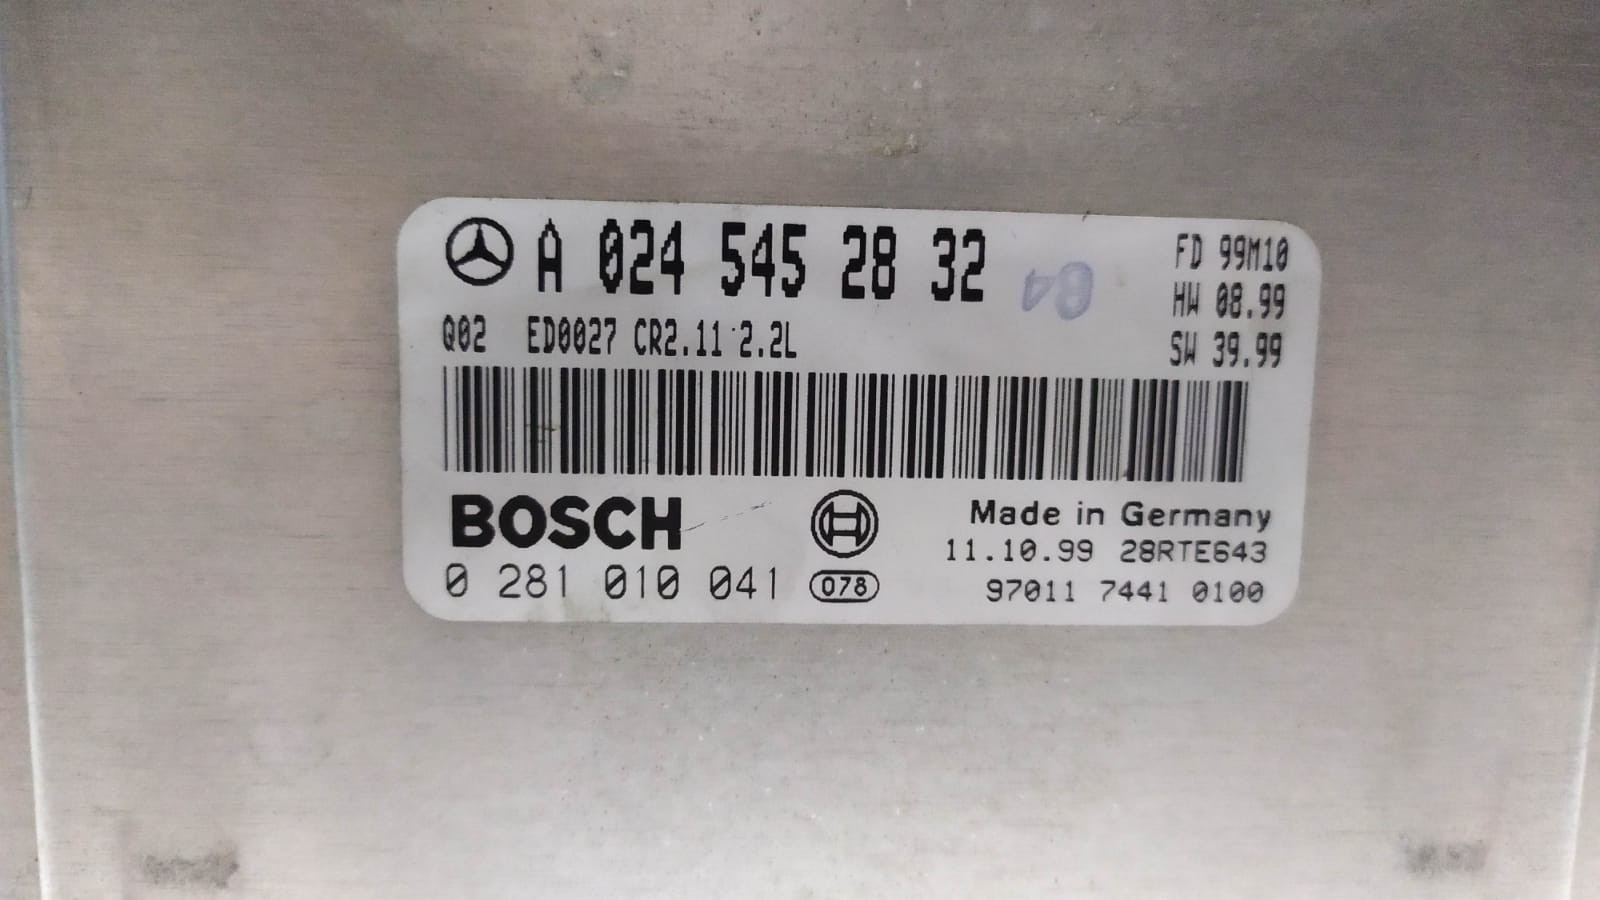 A 024 545 28 32
84
FD 99M10
HW 08.99
SW 39.99
Q02 ED0027 CR2.11 2.2L
BOSCH
0 281 010 041
078
Made in Germany
11.10.99 28RTE643
97011 7441 0100